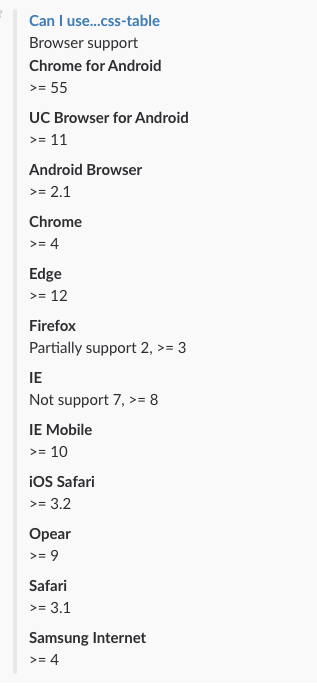 Can I use...css-table
Browser support
Chrome for Android
>= 55
UC Browser for Android
>= 11
Android Browser
>= 2.1
Chrome
>= 4
Edge
>= 12
Firefox
Partially support 2, >= 3
IE
Not support 7, >= 8
IE Mobile
>= 10
iOS Safari
>= 3.2
Opear
>= 9
Safari
>= 3.1
Samsung Internet
>= 4